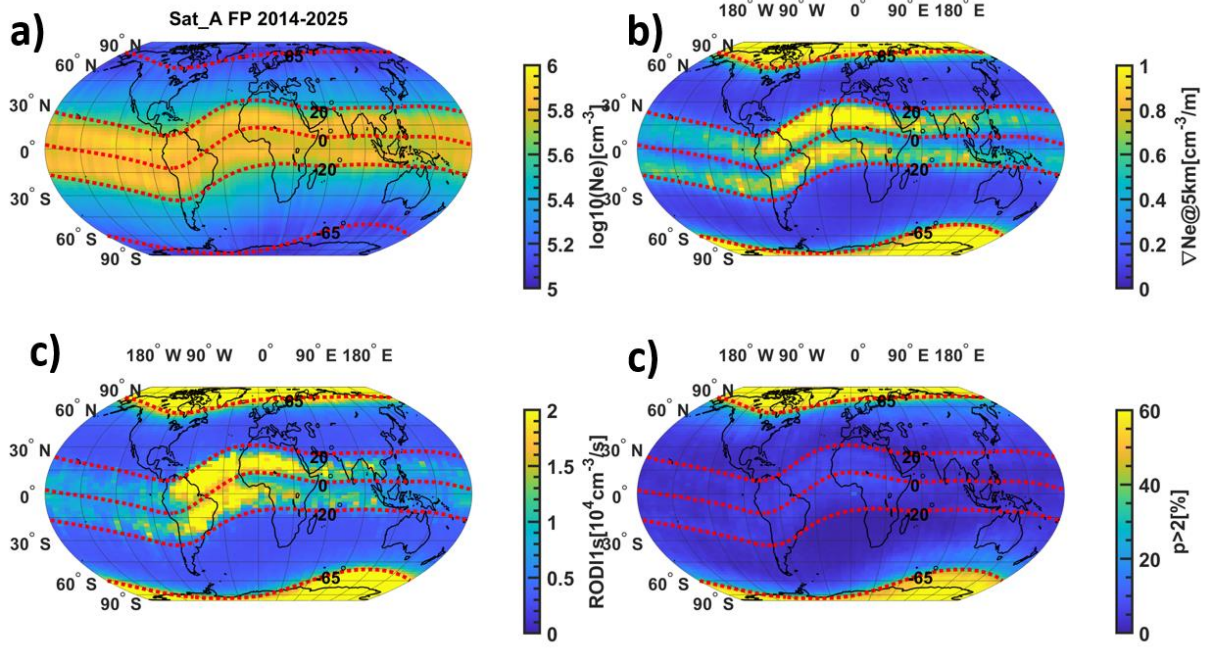 a)
Sat_A FP 2014-2025
90° N
60° N
30° N
0°
30° S
60° S
90° S
65
20°
0°
-20°
-65
6
5.8
5.6
5.4
5.2
5
log10(Ne)[cm-3]
b)
180° W 90° W 0° 90° E 180° E
90° N
60° N
30° N
0°
30° S
60° S
90° S
65
20°
0°
-20°
-65
1
0.8
0.6
0.4
0.2
0
▽Ne@5km[cm-3/m]
c)
180° W 90° W 0° 90° E 180° E
90° N
60° N
30° N
0°
30° S
60° S
90° S
65
20°
0
-20°
-65
2
1.5
1
0.5
0
RODI1s[10⁴cm-3(s]
c)
180° W 90° W 0° 90° E 180° E
90° N
60° N
30° N
0°
30° S
60° S
90° S
65
20°
0
-20°
-65
60
40
20
0
p>2[%]